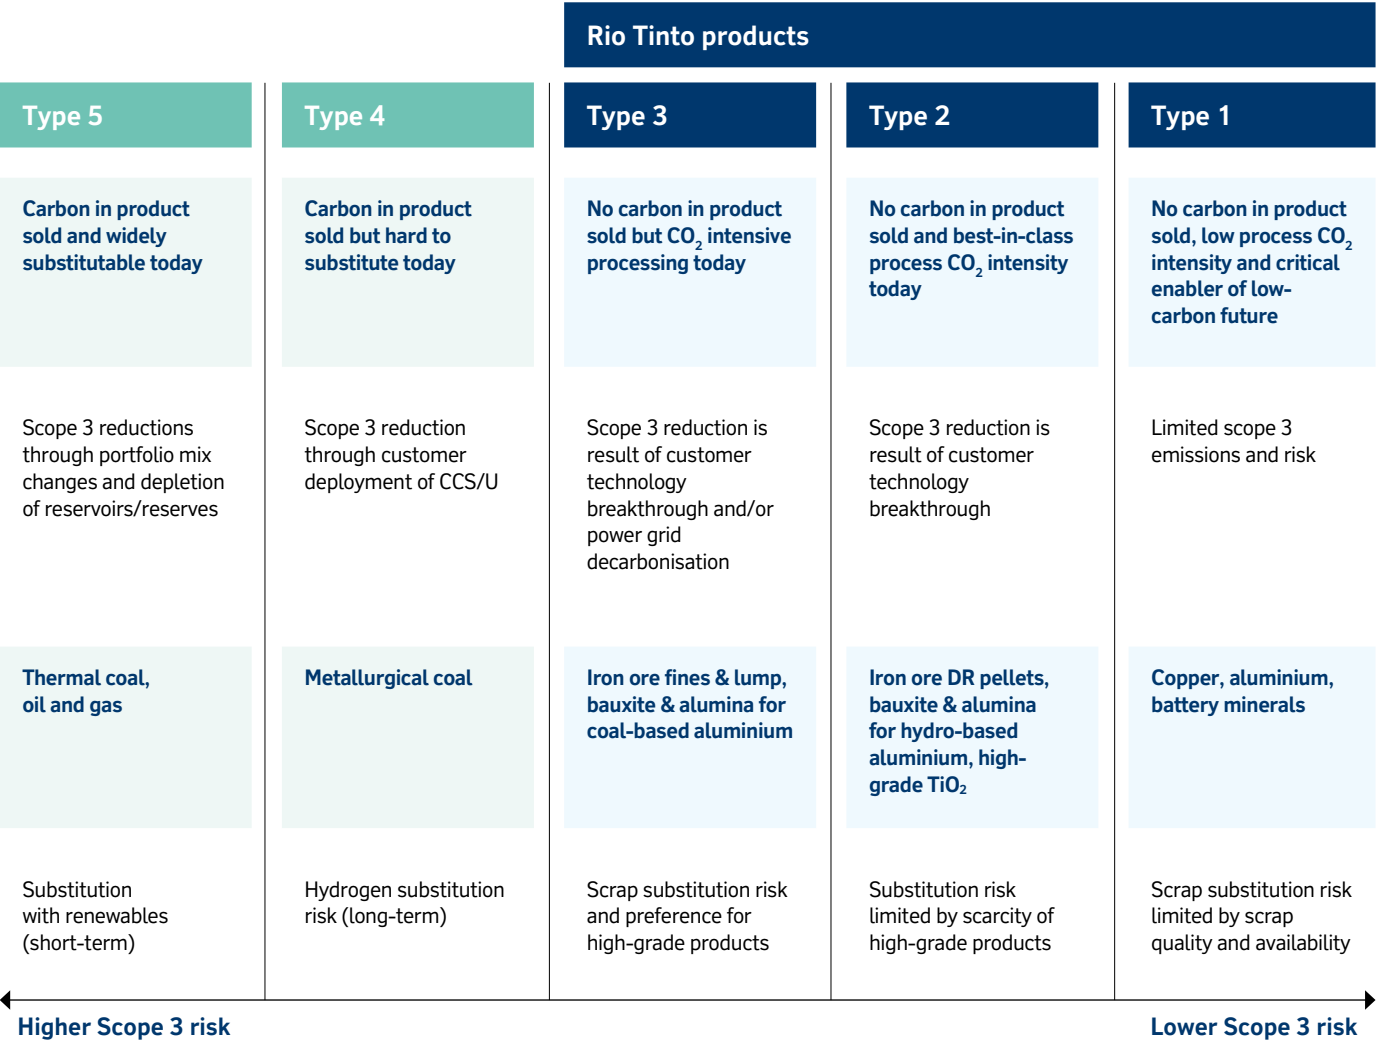 Rio Tinto products
Type 5
Type 4
Type 3
Type 2
Type 1
Carbon in product
sold and widely
substitutable today
Carbon in product
sold but hard to
substitute today
No carbon in product
sold but CO₂ intensive
processing today
No carbon in product
sold and best-in-class
process CO₂ intensity
today
No carbon in product
sold, low process CO₂
intensity and critical
enabler of low-
carbon future
Scope 3 reductions
through portfolio mix
changes and depletion
of reservoirs/reserves
Scope 3 reduction
through customer
deployment of CCS/U
Scope 3 reduction is
result of customer
technology
breakthrough and/or
power grid
decarbonisation
Scope 3 reduction is
result of customer
technology
breakthrough
Limited scope 3
emissions and risk
Thermal coal,
oil and gas
Metallurgical coal
Iron ore fines & lump,
bauxite & alumina for
coal-based aluminium
Iron ore DR pellets,
bauxite & alumina
for hydro-based
aluminium, high-
grade TiO₂
Copper, aluminium,
battery minerals
Substitution
with renewables
(short-term)
Hydrogen substitution
risk (long-term)
Scrap substitution risk
and preference for
high-grade products
Substitution risk
limited by scarcity of
high-grade products
Scrap substitution risk
limited by scrap
quality and availability
Higher Scope 3 risk
Lower Scope 3 risk